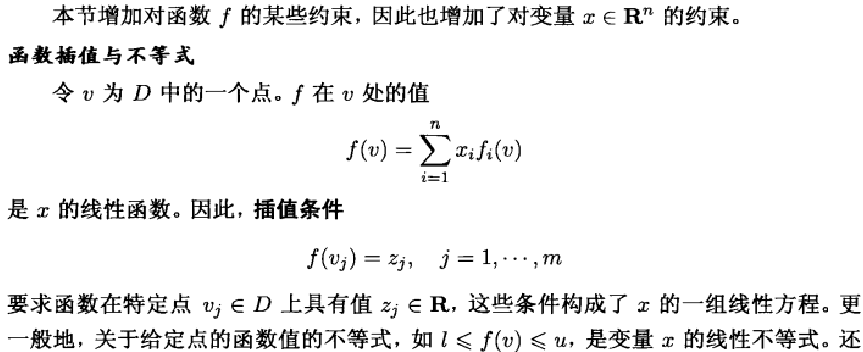 本节增加对函数 f 的某些约束，因此也增加了对变量 x ∈ R^n 的约束。
函数插值与不等式
令 v 为 D 中的一个点。f 在 v 处的值
f(v) = \sum_{i=1}^{n} x_i f_i(v)
是 x 的线性函数。因此，插值条件
f(v_j) = z_j, j = 1, ⋯, m
要求函数在特定点 v_j ∈ D 上具有值 z_j ∈ R，这些条件构成了 x 的一组线性方程。更
一般地，关于给定点的函数值的不等式，如 l ⩽ f(v) ⩽ u，是变量 x 的线性不等式。还